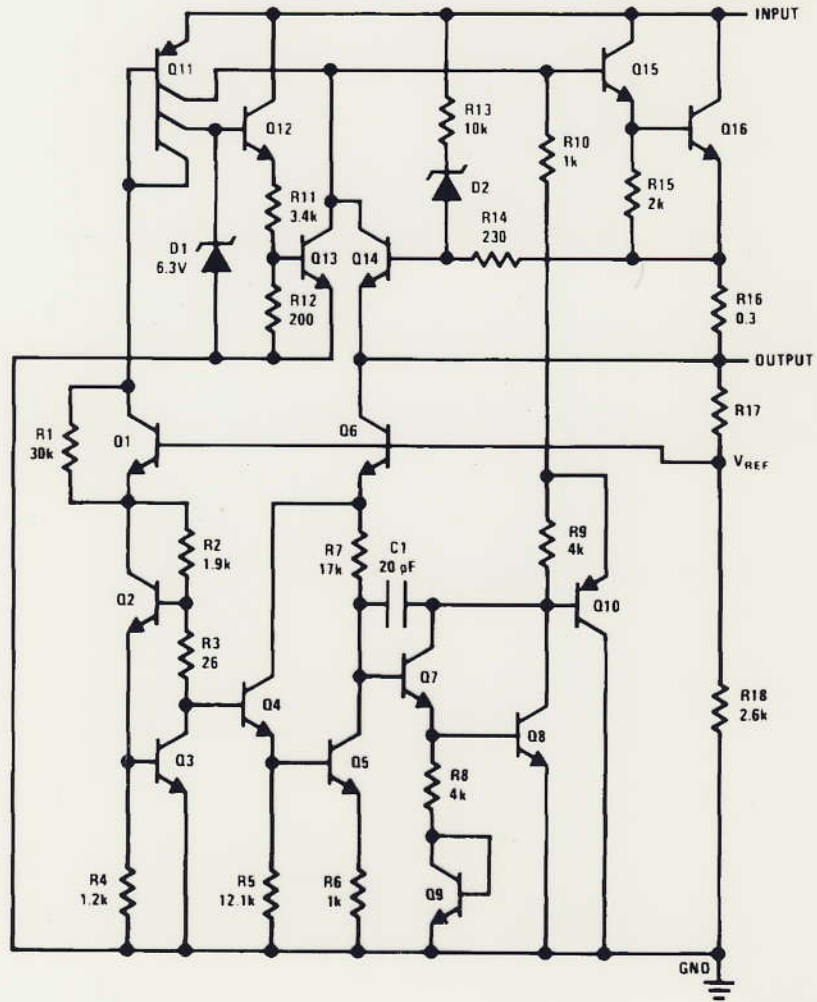 INPUT
Q11
Q15
Q12
R13
10k
Q16
R10
1k
R11
3.4k
D2
R15
2k
R14
230
D1
6.3V
Q13
Q14
R12
200
R16
0.3
OUTPUT
R1
30k
Q1
Q6
R17
VREF
R2
1.9k
R7
17k
C1
20 pF
R9
4k
Q2
Q10
R3
26
Q4
Q7
R18
2.6k
Q3
Q5
Q8
R8
4k
R4
1.2k
R5
12.1k
R6
1k
Q9
GND